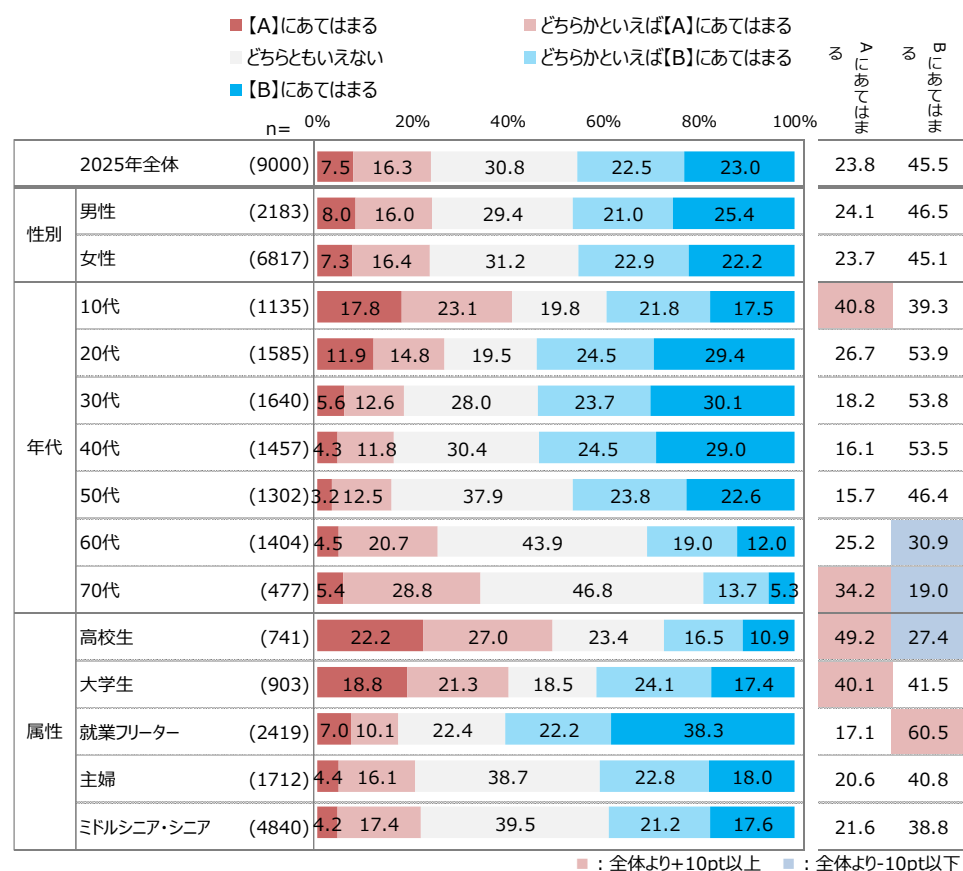 ■【A】にあてはまる ■どちらかといえば【A】にあてはまる
■どちらともいえない ■どちらかといえば【B】にあてはまる
■【B】にあてはまる
Aにあてはまる Bにあてはまる
n= 0% 20% 40% 60% 80% 100%
2025年全体 (9000) 7.5 16.3 30.8 22.5 23.0 23.8 45.5
性別
男性 (2183) 8.0 16.0 29.4 21.0 25.4 24.1 46.5
女性 (6817) 7.3 16.4 31.2 22.9 22.2 23.7 45.1
年代
10代 (1135) 17.8 23.1 19.8 21.8 17.5 40.8 39.3
20代 (1585) 11.9 14.8 19.5 24.5 29.4 26.7 53.9
30代 (1640) 5.6 12.6 28.0 23.7 30.1 18.2 53.8
40代 (1457) 4.3 11.8 30.4 24.5 29.0 16.1 53.5
50代 (1302) 3.2 12.5 37.9 23.8 22.6 15.7 46.4
60代 (1404) 4.5 20.7 43.9 19.0 12.0 25.2 30.9
70代 (477) 5.4 28.8 46.8 13.7 5.3 34.2 19.0
属性
高校生 (741) 22.2 27.0 23.4 16.5 10.9 49.2 27.4
大学生 (903) 18.8 21.3 18.5 24.1 17.4 40.1 41.5
就業フリーター (2419) 7.0 10.1 22.4 22.2 38.3 17.1 60.5
主婦 (1712) 4.4 16.1 38.7 22.8 18.0 20.6 40.8
ミドルシニア・シニア (4840) 4.2 17.4 39.5 21.2 17.6 21.6 38.8
■：全体より+10pt以上 ■：全体より-10pt以下